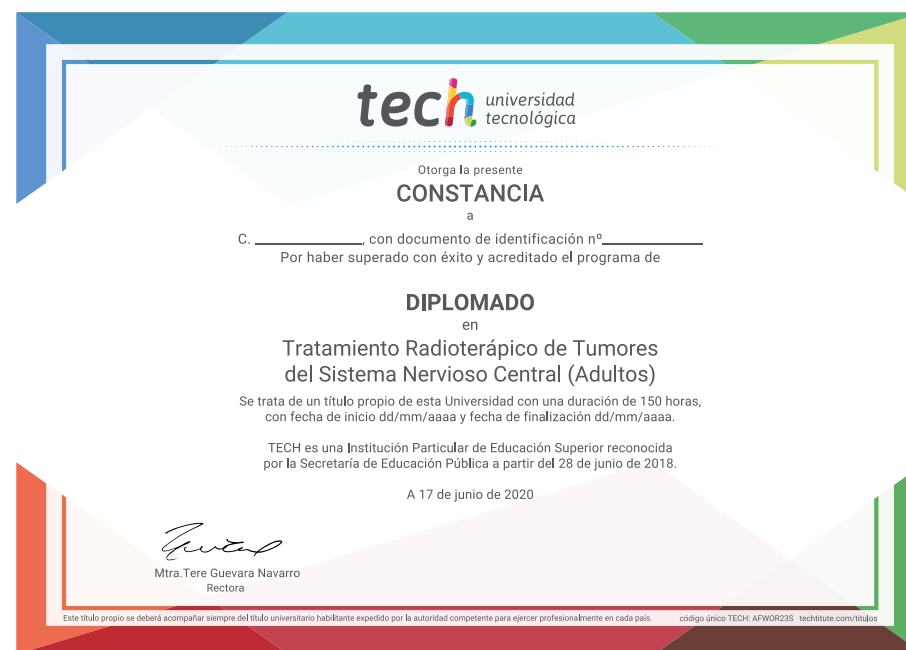 tech universidad
tecnológica
Otorga la presente
CONSTANCIA
a
C. ____________, con documento de identificación nº____________
Por haber superado con éxito y acreditado el programa de
DIPLOMADO
en
Tratamiento Radioterápico de Tumores
del Sistema Nervioso Central (Adultos)
Se trata de un título propio de esta Universidad con una duración de 150 horas,
con fecha de inicio dd/mm/aaaa y fecha de finalización dd/mm/aaaa.
TECH es una Institución Particular de Educación Superior reconocida
por la Secretaría de Educación Pública a partir del 28 de junio de 2018.
A 17 de junio de 2020
Mtra.Tere Guevara Navarro
Rectora
Este título propio se deberá acompañar siempre del título universitario habilitante expedido por la autoridad competente para ejercer profesionalmente en cada país. código único TECH: AFWOR23S techtitute.com/titulos